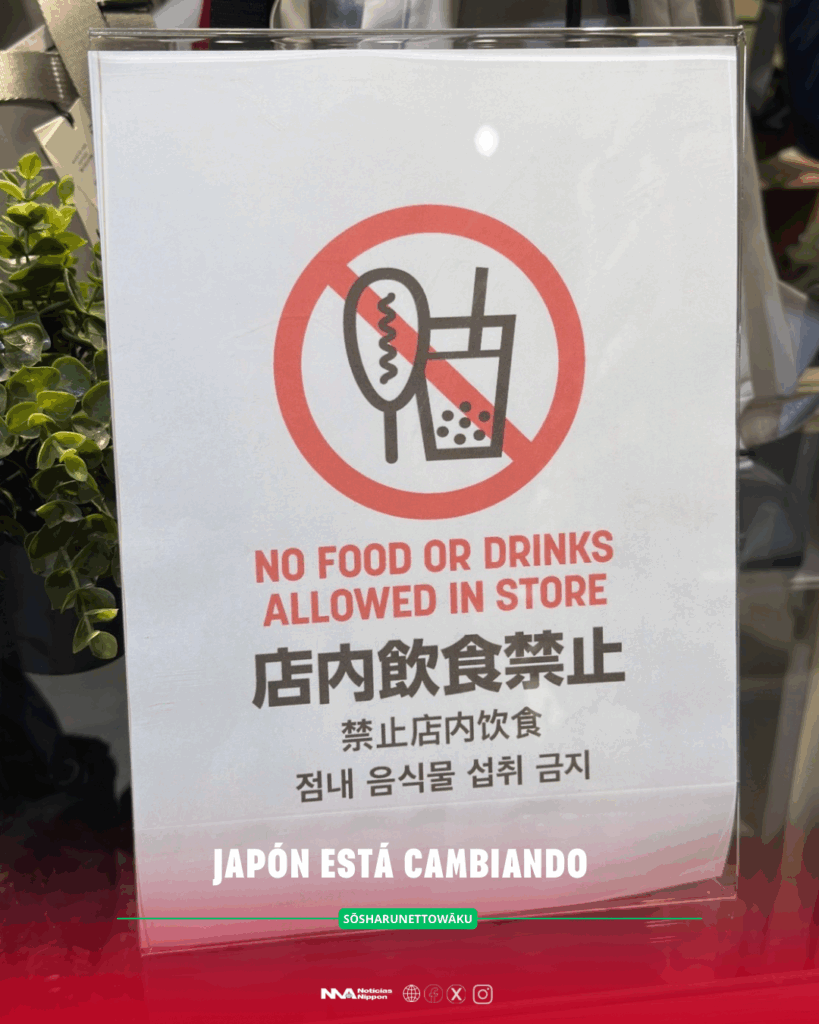 NO FOOD OR DRINKS
ALLOWED IN STORE
店内飲食禁止
禁止店内饮食
점내 음식물 섭취 금지
JAPÓN ESTÁ CAMBIANDO
SŌSHARUNETTOWĀKU
NNA Noticias
Nippon